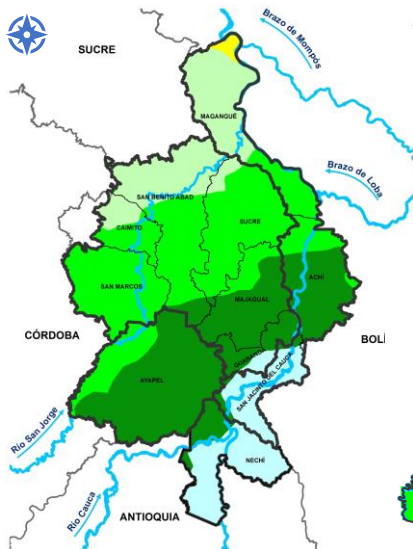 SUCRE
Brazo de Mompós
MAGANGUÉ
Brazo de Loba
SAN BENITO ABAD
CAIMITO
SUCRE
SAN MARCOS
ACHÍ
MAJAGUAL
CÓRDOBA
BOLÍ
GUARANDA
AYAPEL
SAN JACINTO DEL CAUCA
Río San Jorge
NECHÍ
Río Cauca
ANTIOQUIA